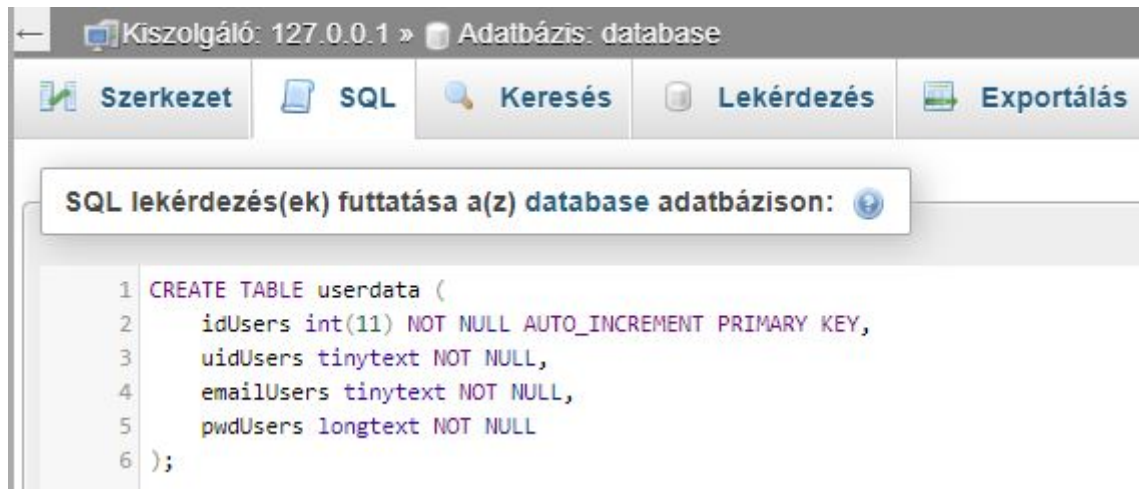 ← Kiszolgáló: 127.0.0.1 » Adatbázis: database
Szerkezet SQL Keresés Lekérdezés Exportálás
SQL lekérdezés(ek) futtatása a(z) database adatbázison:
1 CREATE TABLE userdata (
2 idUsers int(11) NOT NULL AUTO_INCREMENT PRIMARY KEY,
3 uidUsers tinytext NOT NULL,
4 emailUsers tinytext NOT NULL,
5 pwdUsers longtext NOT NULL
6 );